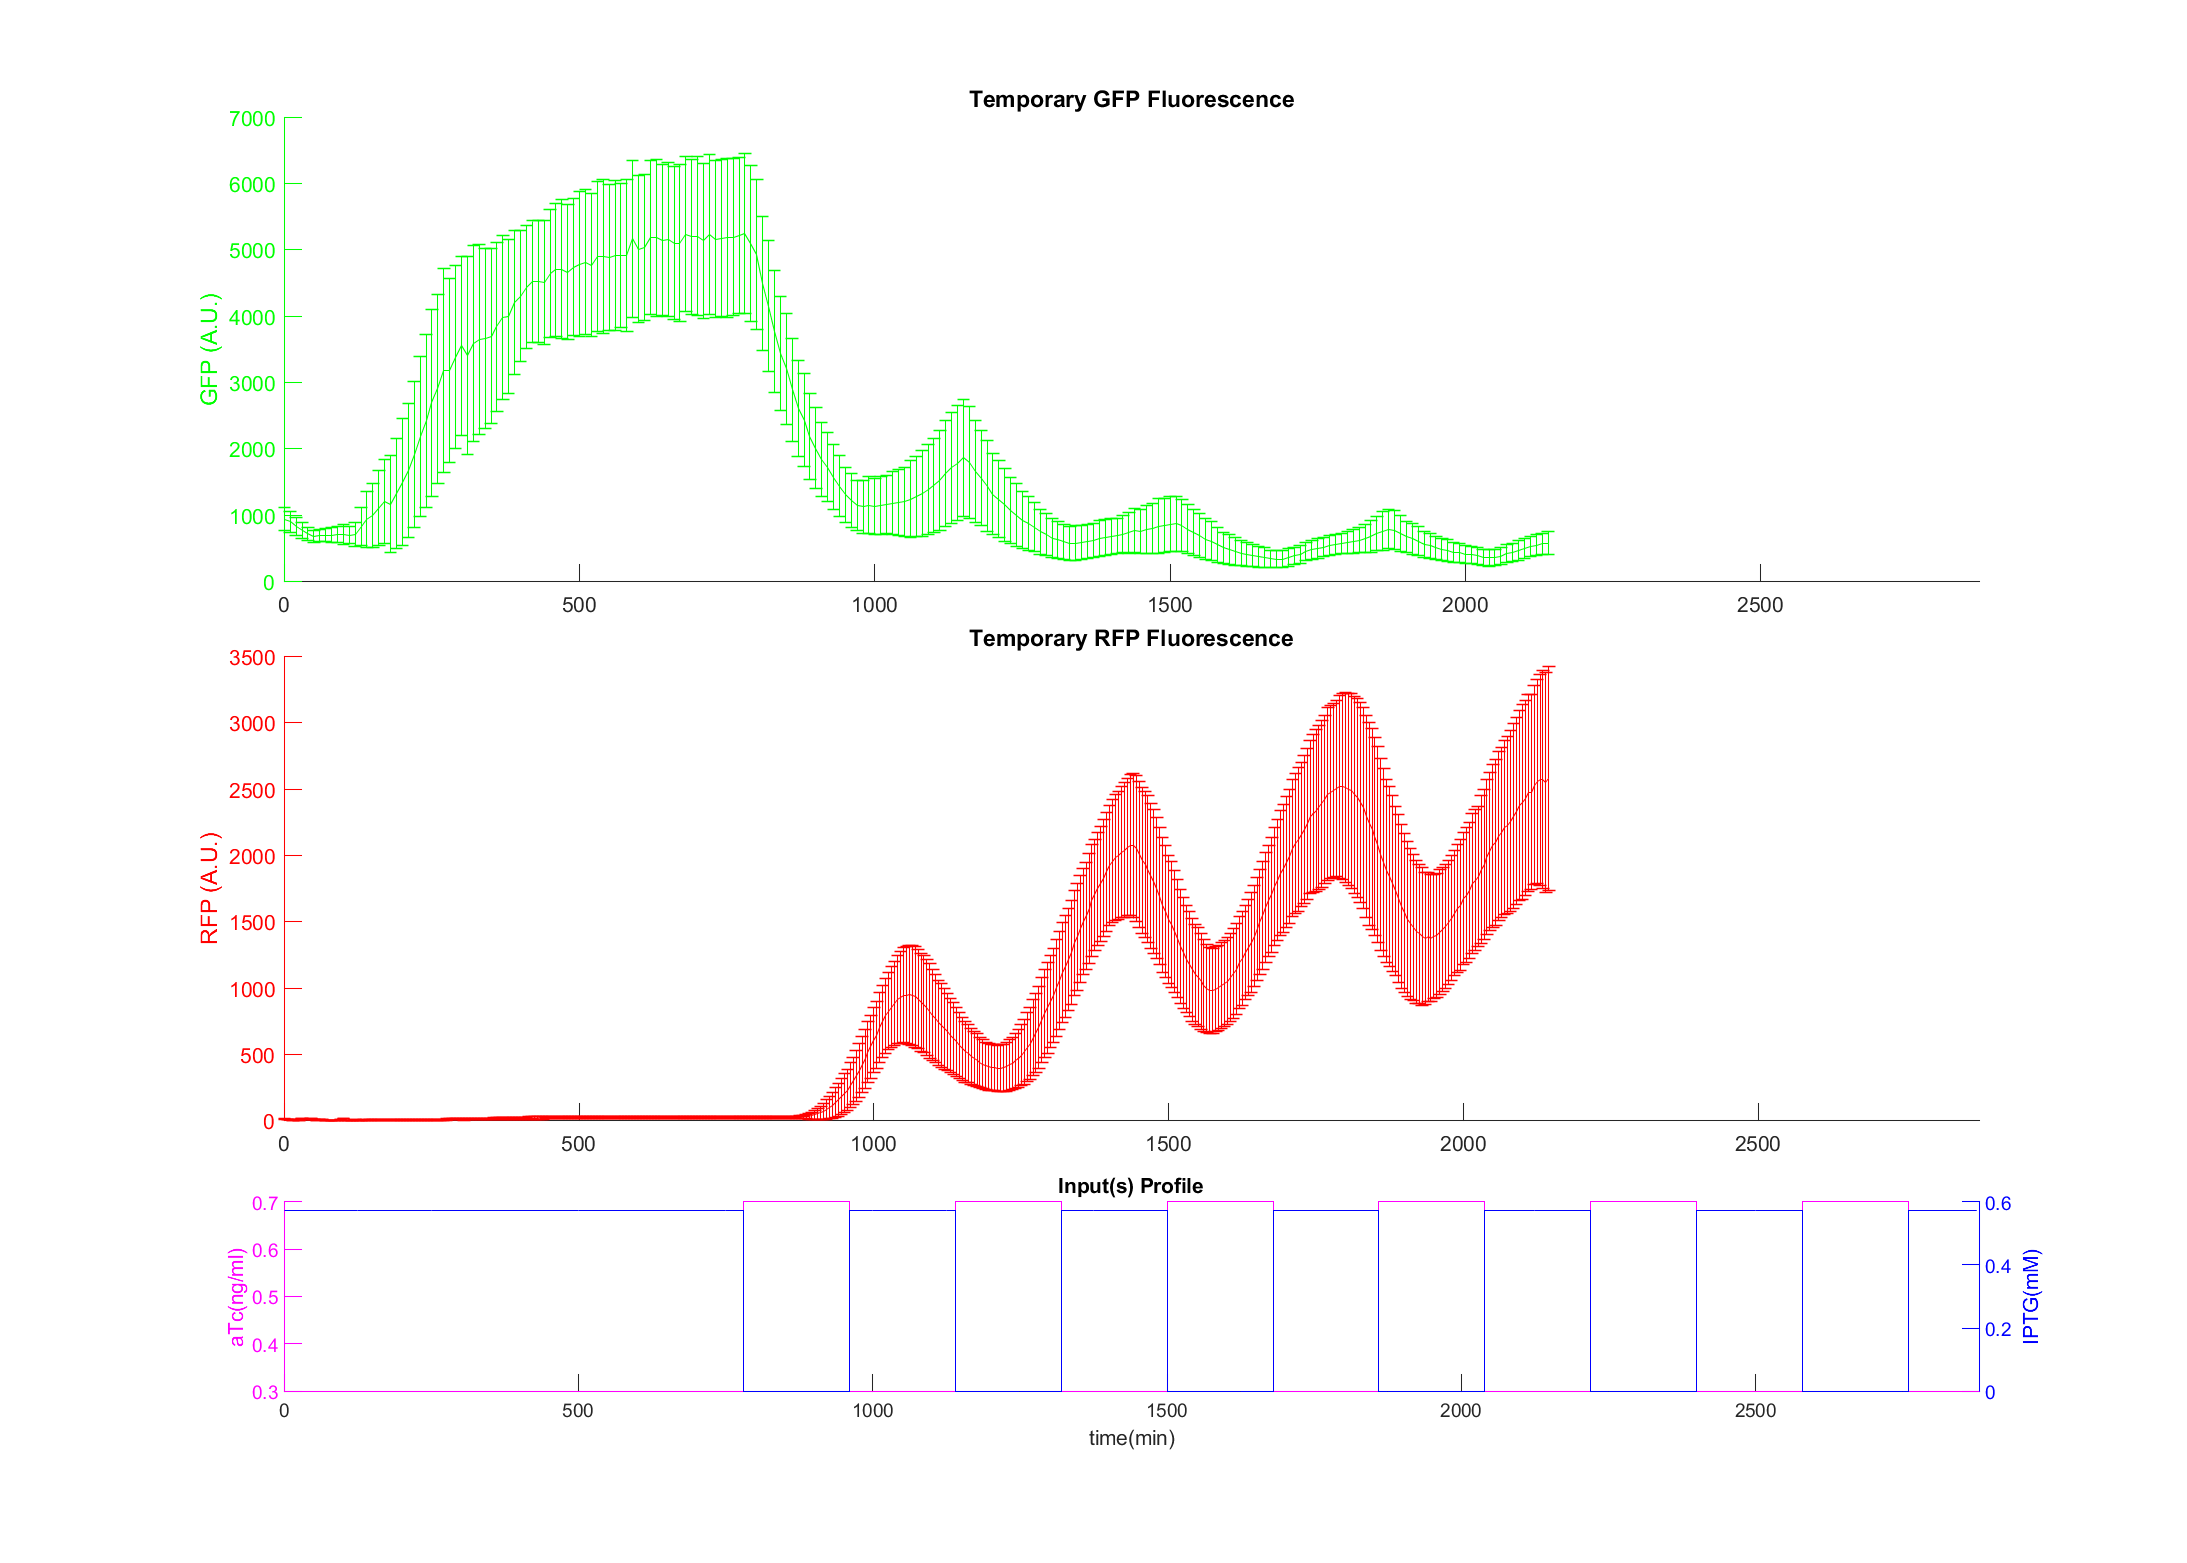 Temporary GFP Fluorescence
7000
6000
5000
4000
3000
2000
1000
0
GFP (A.U.)
0 500 1000 1500 2000 2500
Temporary RFP Fluorescence
3500
3000
2500
2000
1500
1000
500
0
RFP (A.U.)
0 500 1000 1500 2000 2500
Input(s) Profile
0.7
0.6
0.5
0.4
0.3
aTc(ng/ml)
0.6
0.4
0.2
0
IPTG(mM)
0 500 1000 1500 2000 2500
time(min)